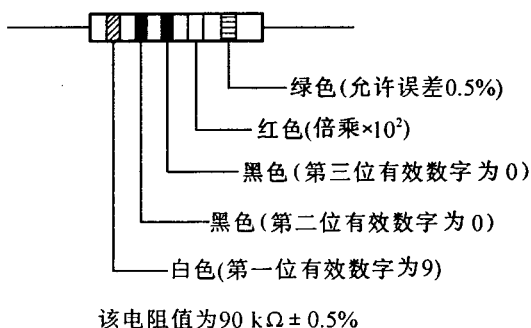 绿色(允许误差0.5%)
红色(倍乘×10²)
黑色(第三位有效数字为0)
黑色(第二位有效数字为0)
白色(第一位有效数字为9)
该电阻值为90 kΩ ± 0.5%